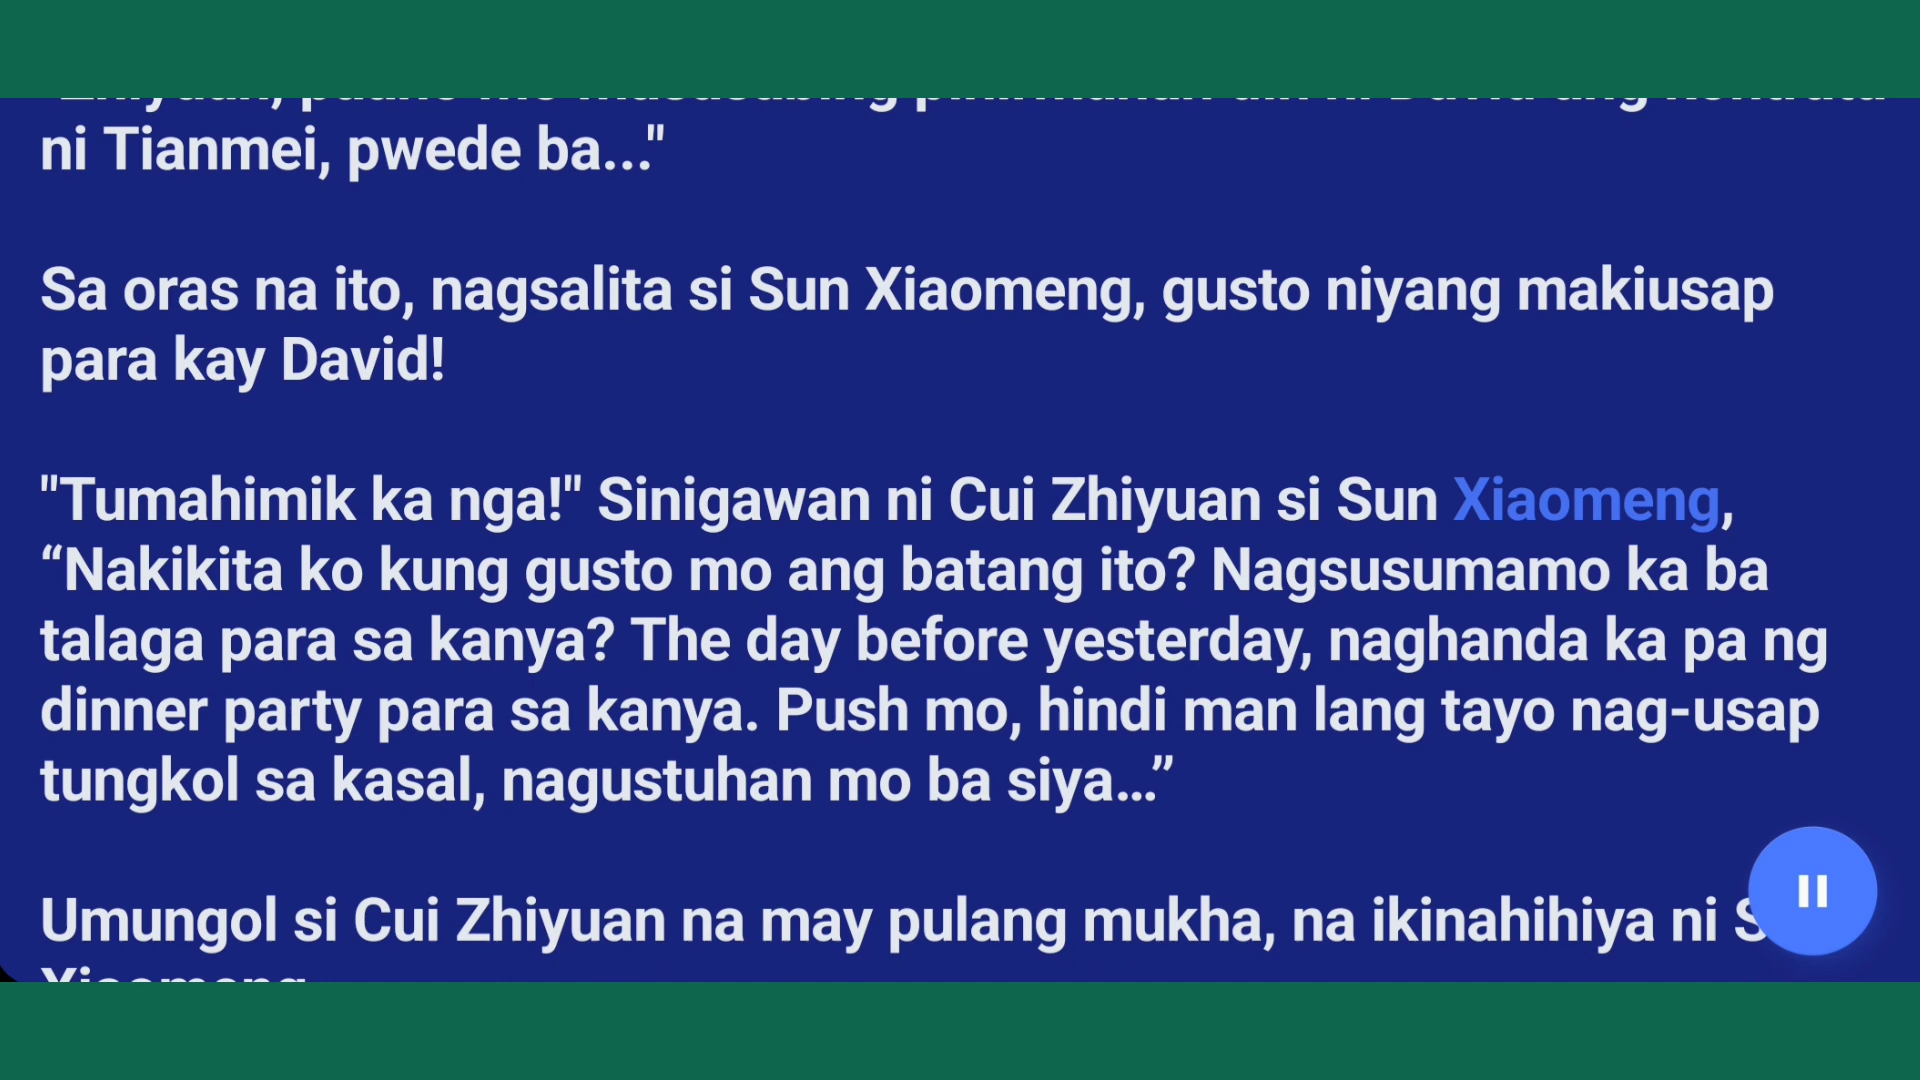 ni Tianmei, pwede ba..."
Sa oras na ito, nagsalita si Sun Xiaomeng, gusto niyang makiusap
para kay David!
"Tumahimik ka nga!" Sinigawan ni Cui Zhiyuan si Sun Xiaomeng,
“Nakikita ko kung gusto mo ang batang ito? Nagsusumamo ka ba
talaga para sa kanya? The day before yesterday, naghanda ka pa ng
dinner party para sa kanya. Push mo, hindi man lang tayo nag-usap
tungkol sa kasal, nagustuhan mo ba siya...”
Umungol si Cui Zhiyuan na may pulang mukha, na ikinahihiya ni
Xiaomeng